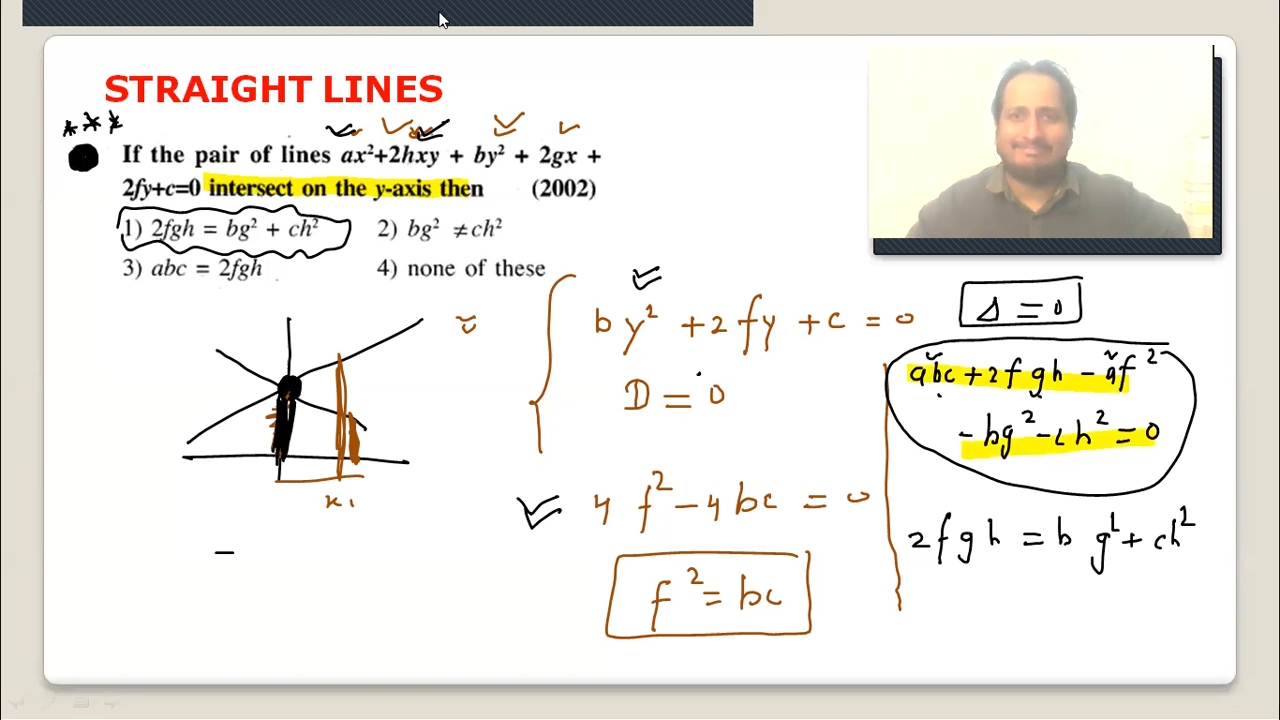 STRAIGHT LINES
If the pair of lines ax²+2hxy + by² + 2gx +
2fy+c=0 intersect on the y-axis then (2002)
1) 2fgh = bg² + ch² 2) bg² ≠ch²
3) abc = 2fgh 4) none of these
by² + 2fy + c = 0
D = 0
4f² - 4bc = 0
f² = bc
x₁
Δ = 0
abc + 2fgh - af²
- bg² - ch² = 0
2fgh = bg² + ch²